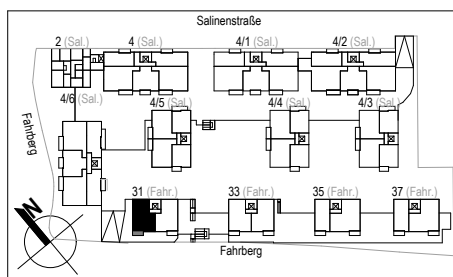 Salinenstraße
2 (Sal.) 4 (Sal.) 4/1 (Sal.) 4/2 (Sal.)
4/6 (Sal.) 4/5 (Sal.) 4/4 (Sal.) 4/3 (Sal.)
Fahrberg
31 (Fahr.) 33 (Fahr.) 35 (Fahr.) 37 (Fahr.)
N
Fahrberg